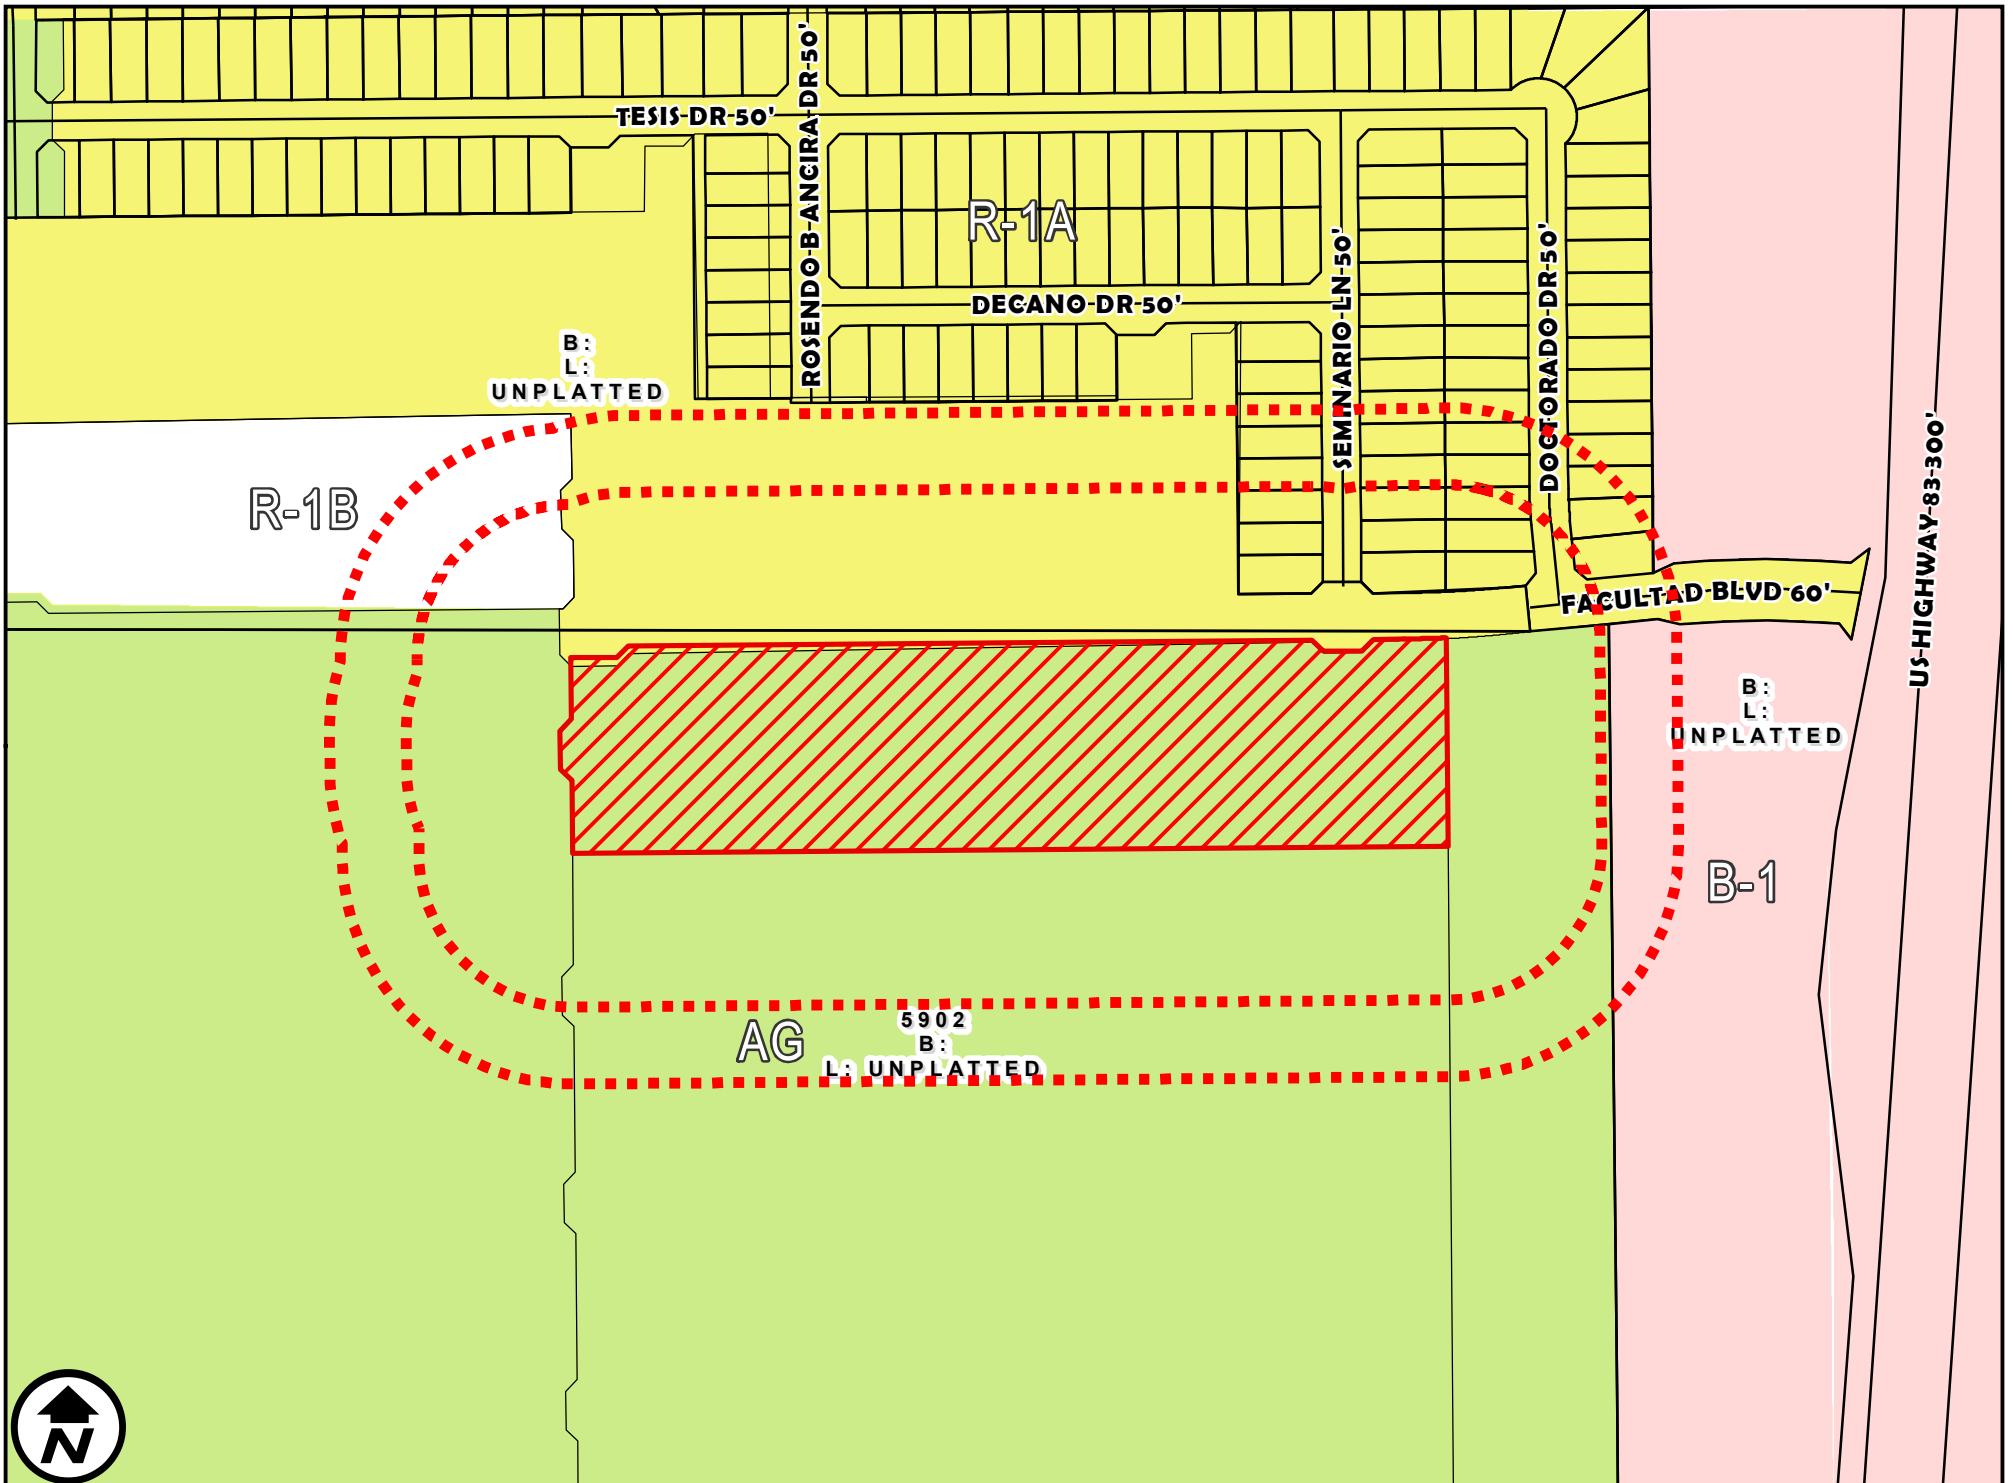 TESIS DR 50'
ROSENDO B ANCIRA DR 50'
R-1A
DECANO DR 50'
SEMINARIO LN 50'
DOCTORADO DR 50'
B:
L:
UNPLATTED
R-1B
FACULTAD BLVD 60'
US HIGHWAY 83 300'
B:
L:
UNPLATTED
B-1
5902
B:
L: UNPLATTED
AG
N